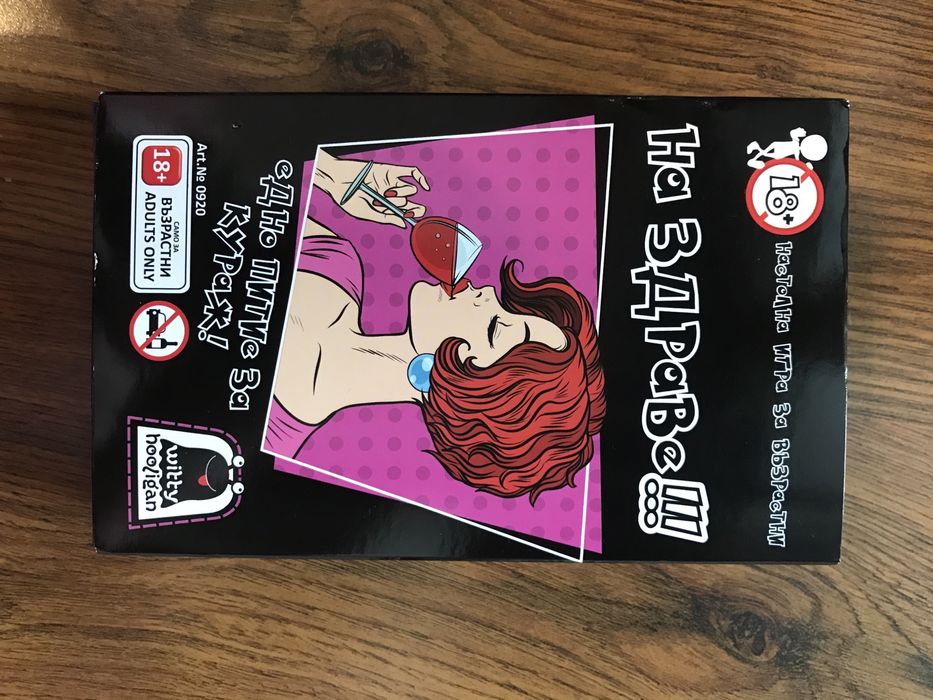 18+
НАСТОЛНА ИГРА ЗА ВЪЗРАСТНИ
НА ЗДРАВЕ!!!
еДНО ПИТИе ЗА
КУРАЖ!
Art.№ 0920
18+
САМО ЗА
ВЪЗРАСТНИ
ADULTS ONLY
witty
hooligan